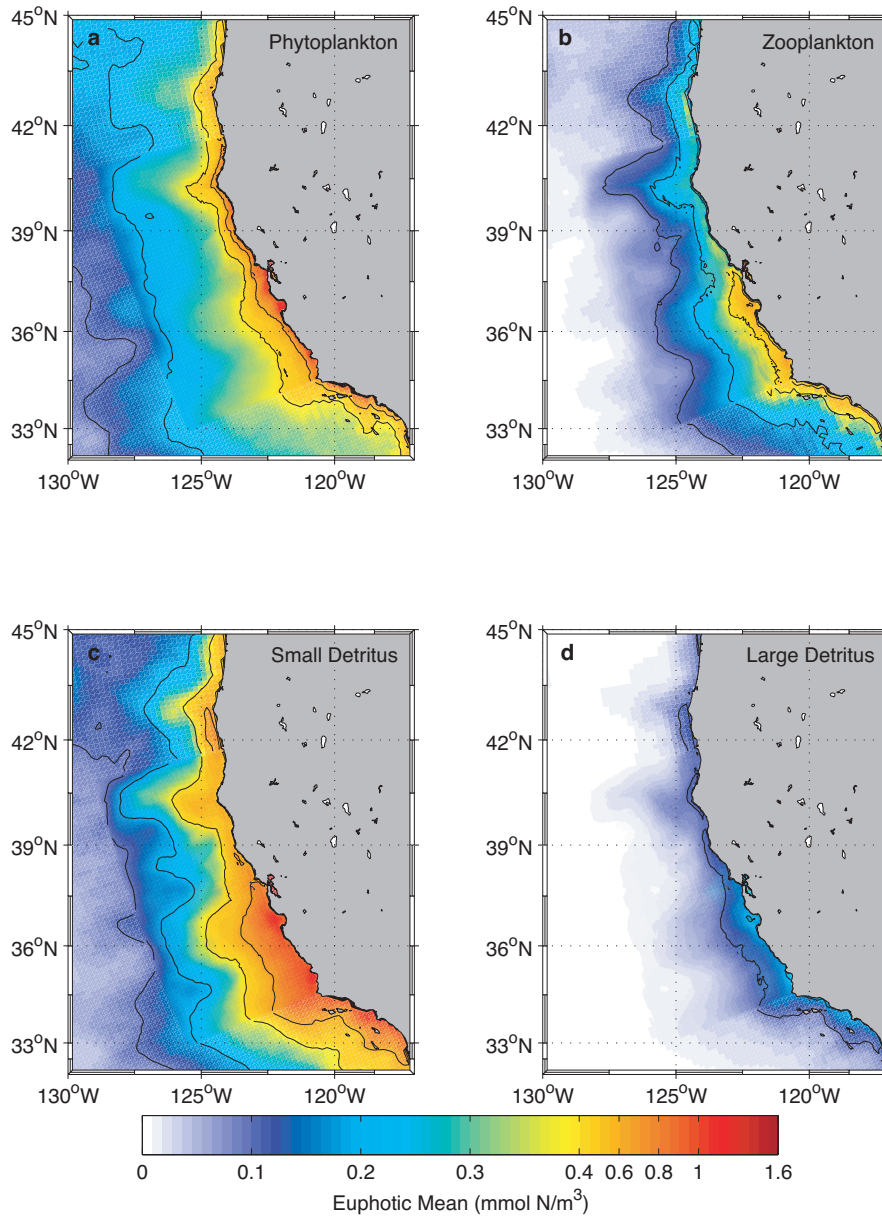 45°N
a
Phytoplankton
42°N
39°N
36°N
33°N
130°W
125°W
120°W
b
Zooplankton
42°N
39°N
36°N
33°N
45°N
130°W
125°W
120°W
45°N
c
Small Detritus
42°N
39°N
36°N
33°N
130°W
125°W
120°W
45°N
d
Large Detritus
42°N
39°N
36°N
33°N
130°W
125°W
120°W
0 0.1 0.2 0.3 0.4 0.6 0.8 1 1.6
Euphotic Mean (mmol N/m³)